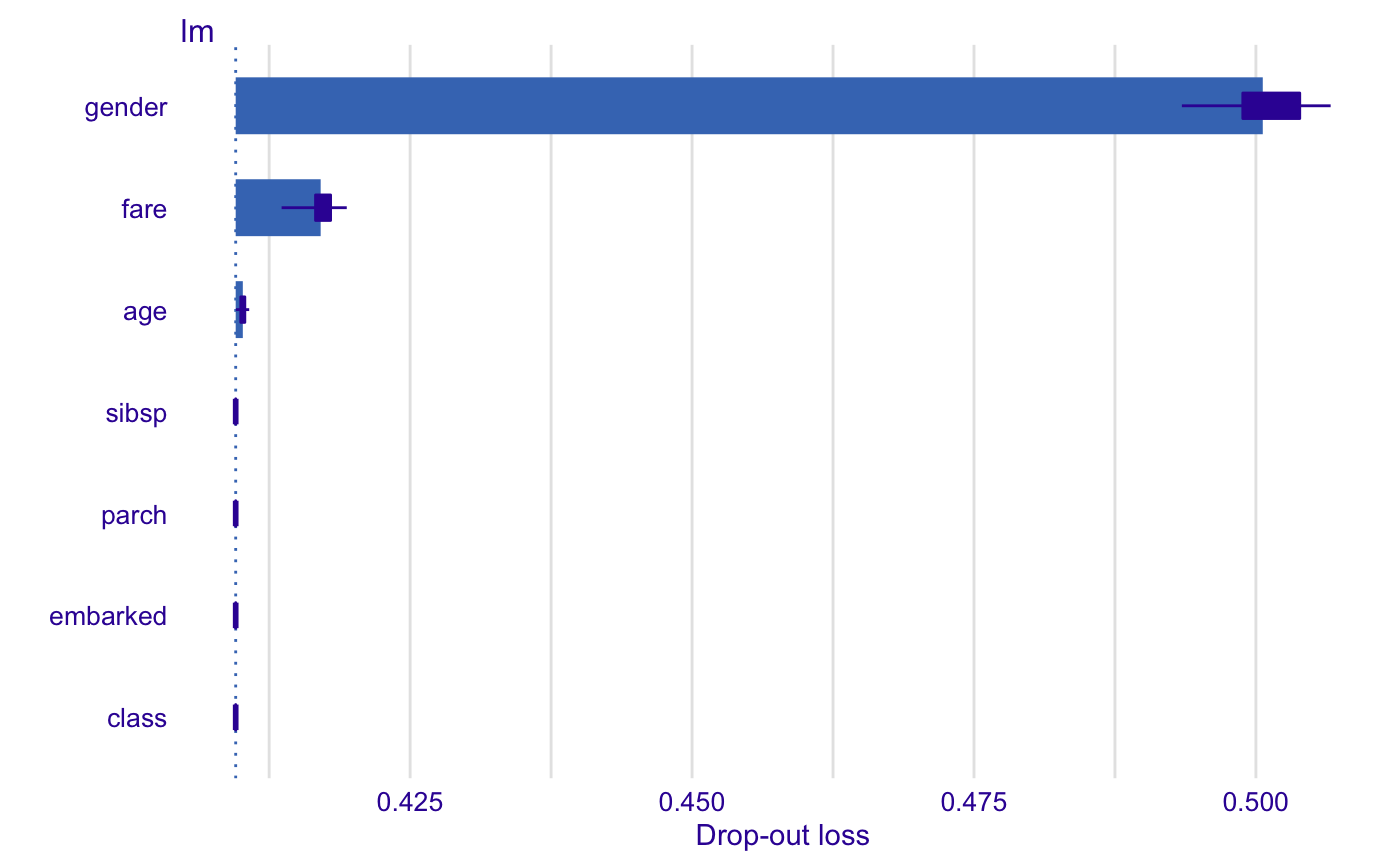 lm
gender
fare
age
sibsp
parch
embarked
class
0.425 0.450 0.475 0.500
Drop-out loss